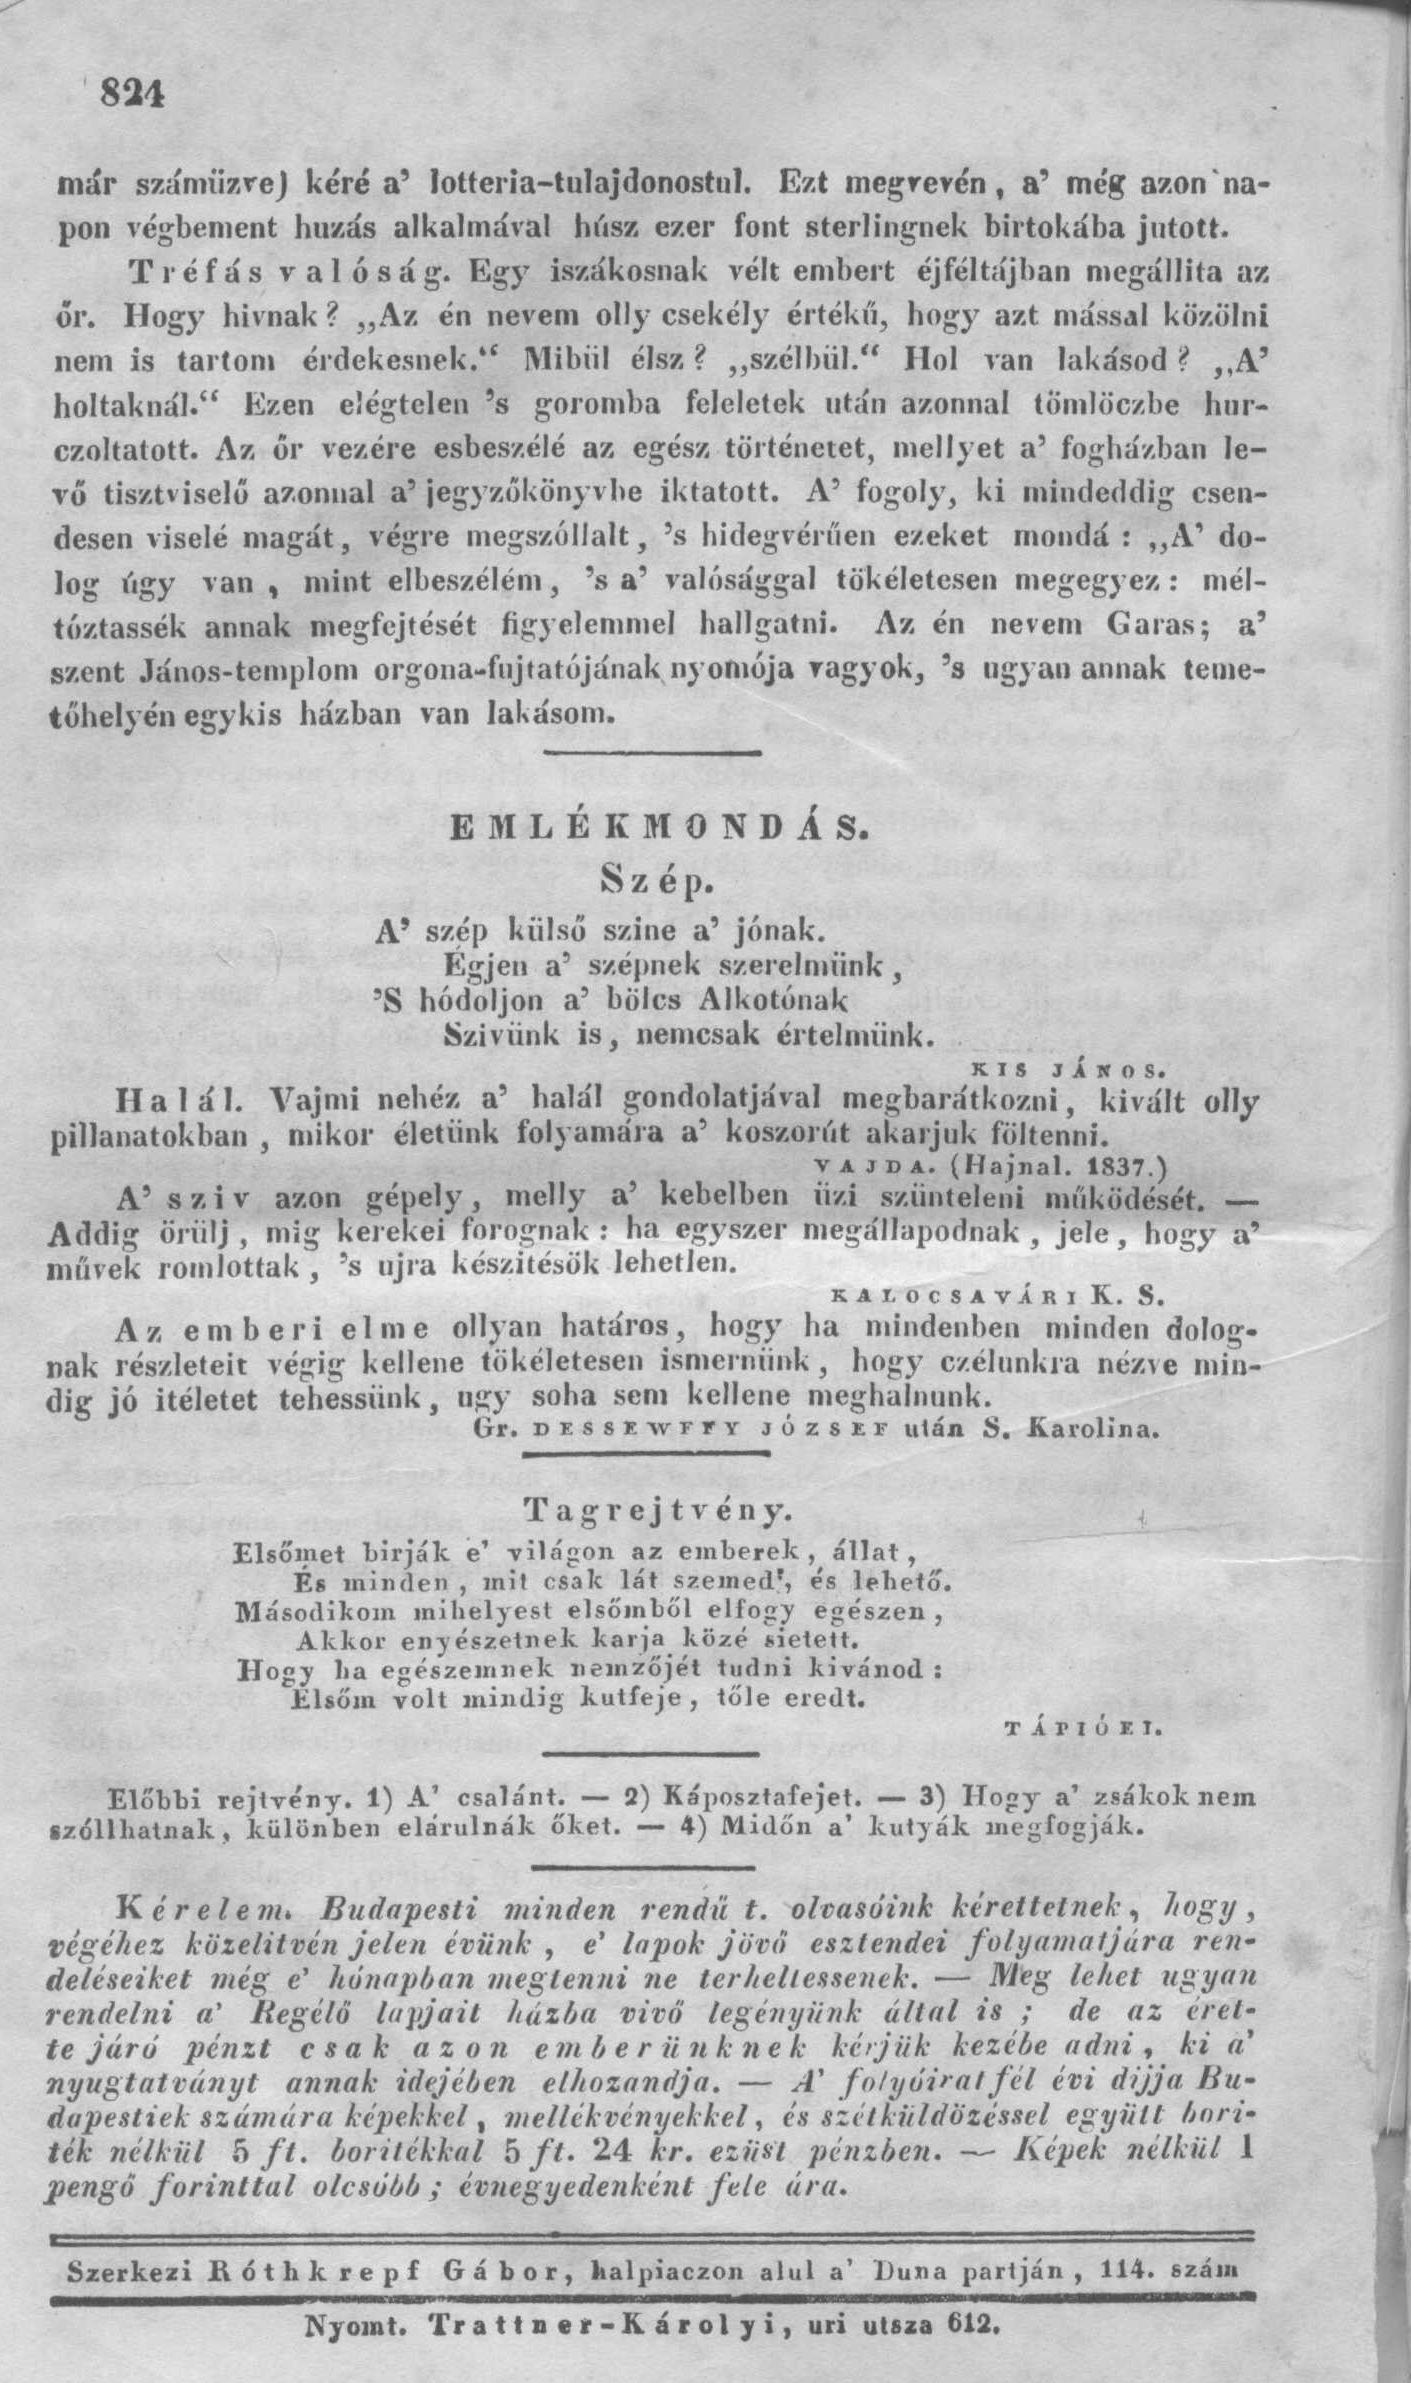 824
már számüzve) kéré a’ lotteria-tulajdonostul. Ezt megvevén, a’ még azon na-
pon végbement huzás alkalmával húsz ezer font sterlingnek birtokába jutott.
Tréfás valóság. Egy iszákosnak vélt embert éjféltájban megállita az
őr. Hogy hivnak? „Az én nevem olly csekély értékű, hogy azt mással közölni
nem is tartom érdekesnek.“ Mibül élsz? „szélbül.“ Hol van lakásod? „A’
holtaknál.“ Ezen elégtelen ’s goromba feleletek után azonnal tömlöczbe hur-
czoltatott. Az őr vezére esbeszélé az egész történetet, mellyet a’ fogházban le-
vő tisztviselő azonnal a’ jegyzőkönyvbe iktatott. A’ fogoly, ki mindeddig csen-
desen viselé magát, végre megszóllalt, ’s hidegvérűen ezeket mondá: „A’ do-
log úgy van, mint elbeszélém, ’s a’ valósággal tökéletesen megegyez: mél-
tóztassék annak megfejtését figyelemmel hallgatni. Az én nevem Garas; a’
szent János-templom orgona-fujtatójának nyomója vagyok, ’s ugyan annak teme-
tőhelyén egykis házban van lakásom.
EMLÉKMONDÁS.
Szép.
A’ szép külső szine a’ jónak.
Égjen a’ szépnek szerelmünk,
’S hódoljon a’ bölcs Alkotónak
Szivünk is, nemcsak értelmünk.
KIS JÁNOS.
Halál. Vajmi nehéz a’ halál gondolatjával megbarátkozni, kivált olly
pillanatokban, mikor életünk folyamára a’ koszorút akarjuk föltenni.
VAJDA. (Hajnal. 1837.)
A’ sziv azon gépely, melly a’ kebelben üzi szünteleni működését. —
Addig örülj, mig kerekei forognak: ha egyszer megállapodnak, jele, hogy a’
művek romlottak, ’s ujra készitésök lehetlen.
KALOCSAVÁRI K. S.
Az emberi elme ollyan határos, hogy ha mindenben minden dolog-
nak részleteit végig kellene tökéletesen ismernünk, hogy czélunkra nézve min-
dig jó itéletet tehessünk, ugy soha sem kellene meghalnunk.
Gr. DESSEWFFY JÓZSEF után S. Karolina.
Tagrejtvény.
Elsőmet birják e’ világon az emberek, állat,
És minden, mit csak lát szemed’, és lehető.
Másodikom mihelyest elsőmből elfogy egészen,
Akkor enyészetnek karja közé sietett.
Hogy ha egészemnek nemzőjét tudni kivánod:
Elsőm volt mindig kutfeje, tőle eredt.
TÁPIÓEI.
Előbbi rejtvény. 1) A’ csalánt. — 2) Káposztafejet. — 3) Hogy a’ zsákok nem
szóllhatnak, különben elárulnák őket. — 4) Midőn a’ kutyák megfogják.
Kérelem. Budapesti minden rendű t. olvasóink kérettetnek, hogy,
végéhez közelitvén jelen évünk, e’ lapok jövő esztendei folyamatjára ren-
deléseiket még e’ hónapban megtenni ne terheltessenek. — Meg lehet ugyan
rendelni a’ Regélő lapjait házba vivő legényünk által is; de az éret-
te járó pénzt csak azon emberünknek kérjük kezébe adni, ki a’
nyugtatványt annak idejében elhozandja. — A’ folyóirat fél évi dijja Bu-
dapestiek számára képekkel, mellékvényekkel, és szétküldözéssel együtt bori-
ték nélkül 5 ft. boritékkal 5 ft. 24 kr. ezüst pénzben. — Képek nélkül 1
pengő forinttal olcsóbb; évnegyedenként fele ára.
Szerkezi Róthkrepf Gábor, halpiaczon alul a’ Duna partján, 114. szám
Nyomt. Trattner-Károlyi, uri utsza 612.